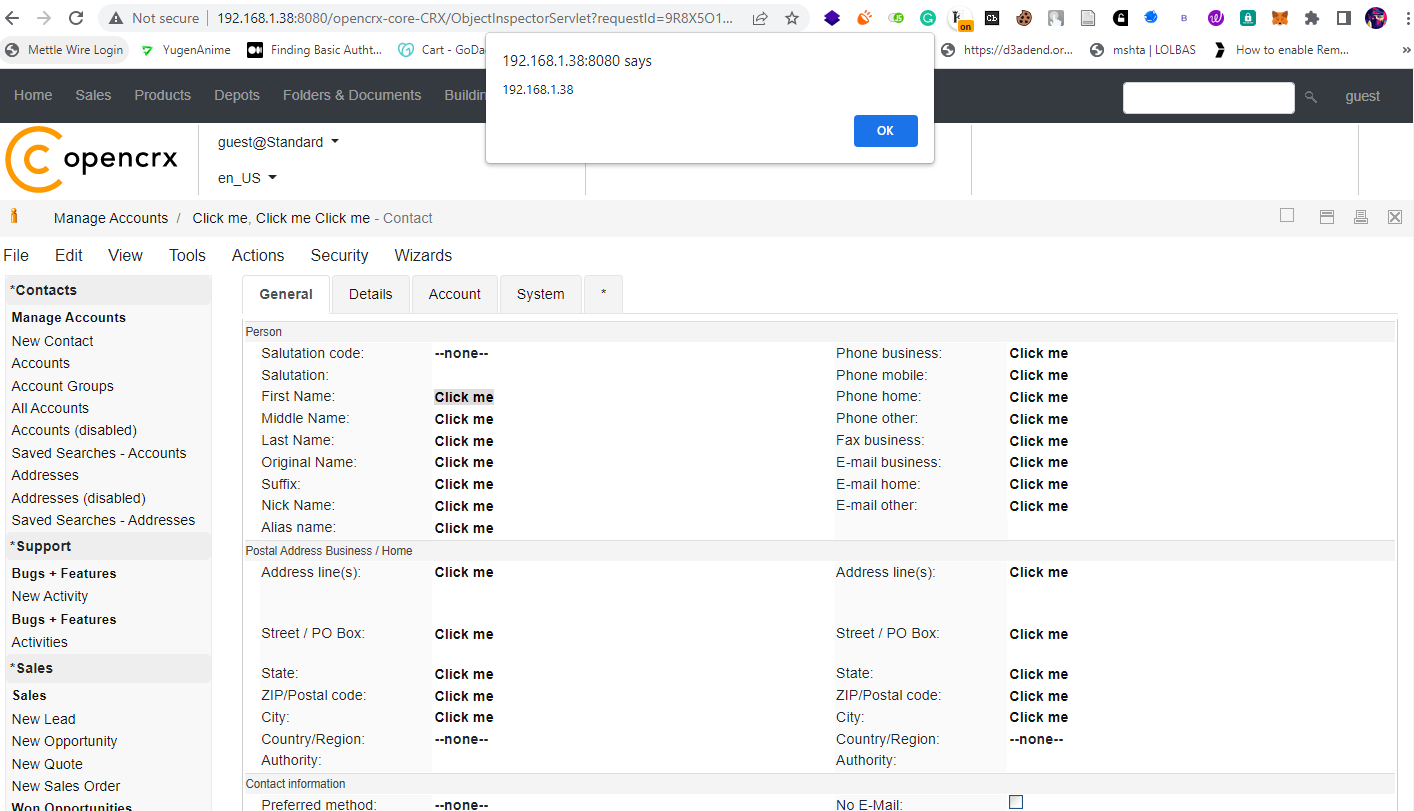 Not secure 192.168.1.38:8080/opencrx-core-CRX/ObjectInspectorServlet?requestId=9R8X5O1...
Mettle Wire Login YugenAnime Finding Basic Autht... Cart - GoDa https://d3adend.or... mshta | LOLBAS How to enable Rem... »
192.168.1.38:8080 says
192.168.1.38
OK
Home Sales Products Depots Folders & Documents Buildin guest
opencrx
guest@Standard
en_US
Manage Accounts / Click me, Click me Click me - Contact
File Edit View Tools Actions Security Wizards
*Contacts
Manage Accounts
New Contact
Accounts
Account Groups
All Accounts
Accounts (disabled)
Saved Searches - Accounts
Addresses
Addresses (disabled)
Saved Searches - Addresses
*Support
Bugs + Features
New Activity
Bugs + Features
Activities
*Sales
Sales
New Lead
New Opportunity
New Quote
New Sales Order
Won Opportunities
General Details Account System *
Person
Salutation code: --none-- Phone business: Click me
Salutation: Phone mobile: Click me
First Name: Click me Phone home: Click me
Middle Name: Click me Phone other: Click me
Last Name: Click me Fax business: Click me
Original Name: Click me E-mail business: Click me
Suffix: Click me E-mail home: Click me
Nick Name: Click me E-mail other: Click me
Alias name: Click me
Postal Address Business / Home
Address line(s): Click me Address line(s): Click me
Street / PO Box: Click me Street / PO Box: Click me
State: Click me State: Click me
ZIP/Postal code: Click me ZIP/Postal code: Click me
City: Click me City: Click me
Country/Region: --none-- Country/Region: --none--
Authority: Authority:
Contact information
Preferred method: --none-- No E-Mail: